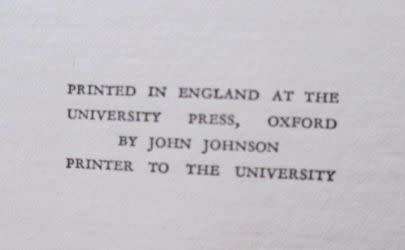 PRINTED IN ENGLAND AT THE
UNIVERSITY PRESS, OXFORD
BY JOHN JOHNSON
PRINTER TO THE UNIVERSITY